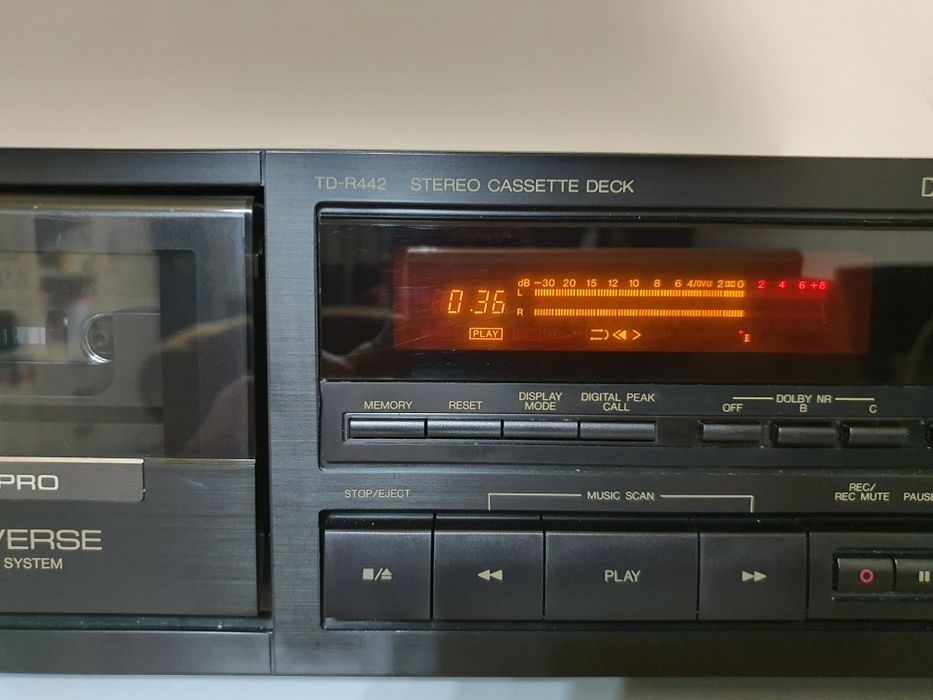 TD-R442 STEREO CASSETTE DECK D
0.36
PLAY
dB -30 20 15 12 10 8 6 4/0VU 2 0 2 4 6 +8
L
R
I
MEMORY RESET DISPLAY MODE DIGITAL PEAK CALL
DOLBY NR
OFF B C
PRO
VERSE
SYSTEM
STOP/EJECT MUSIC SCAN REC/ REC MUTE PAUSE
PLAY